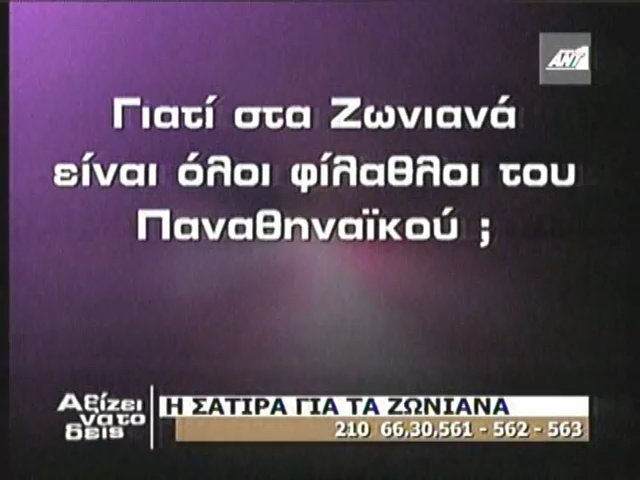 ΑΝΤ1
Γιατί στα Ζωνιανά
είναι όλοι φίλαθλοι του
Παναθηναϊκού ;
Αξίζει
να το
δεις
Η ΣΑΤΙΡΑ ΓΙΑ ΤΑ ΖΩΝΙΑΝΑ
210 66,30,561 - 562 - 563